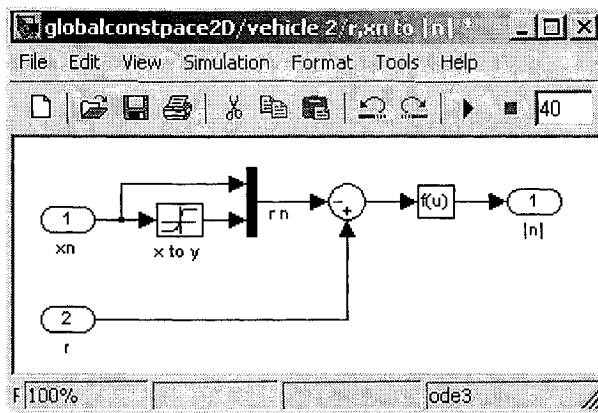 globalconstpace2D/vehicle 2/r,xn to |n| *
File Edit View Simulation Format Tools Help
40
1
xn
x to y
r n
f(u)
1
|n|
2
r
F 100%
ode3